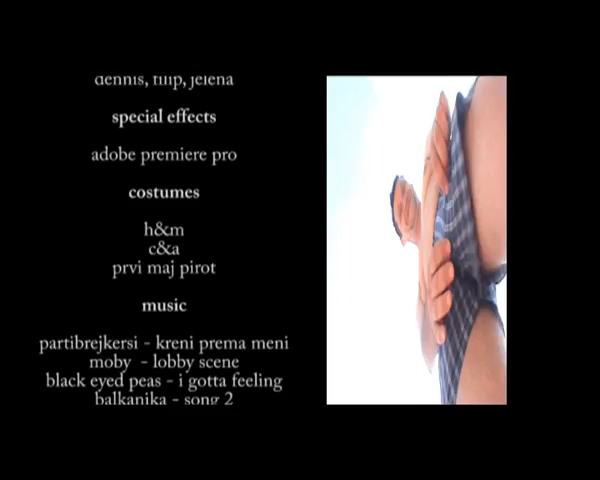 dennis, filip, jelena
special effects
adobe premiere pro
costumes
h&m
c&a
prvi maj pirot
music
partibrejkersi - kreni prema meni
moby - lobby scene
black eyed peas - i gotta feeling
balkanika - song 2